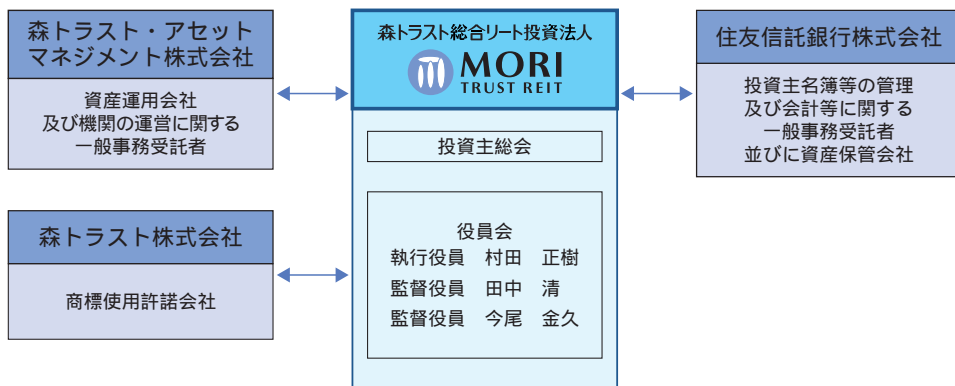 森トラスト・アセット
マネジメント株式会社
資産運用会社
及び機関の運営に関する
一般事務受託者
森トラスト株式会社
商標使用許諾会社
森トラスト総合リート投資法人
MORI
TRUST REIT
投資主総会
役員会
執行役員 村田 正樹
監督役員 田中 清
監督役員 今尾 金久
住友信託銀行株式会社
投資主名簿等の管理
及び会計等に関する
一般事務受託者
並びに資産保管会社